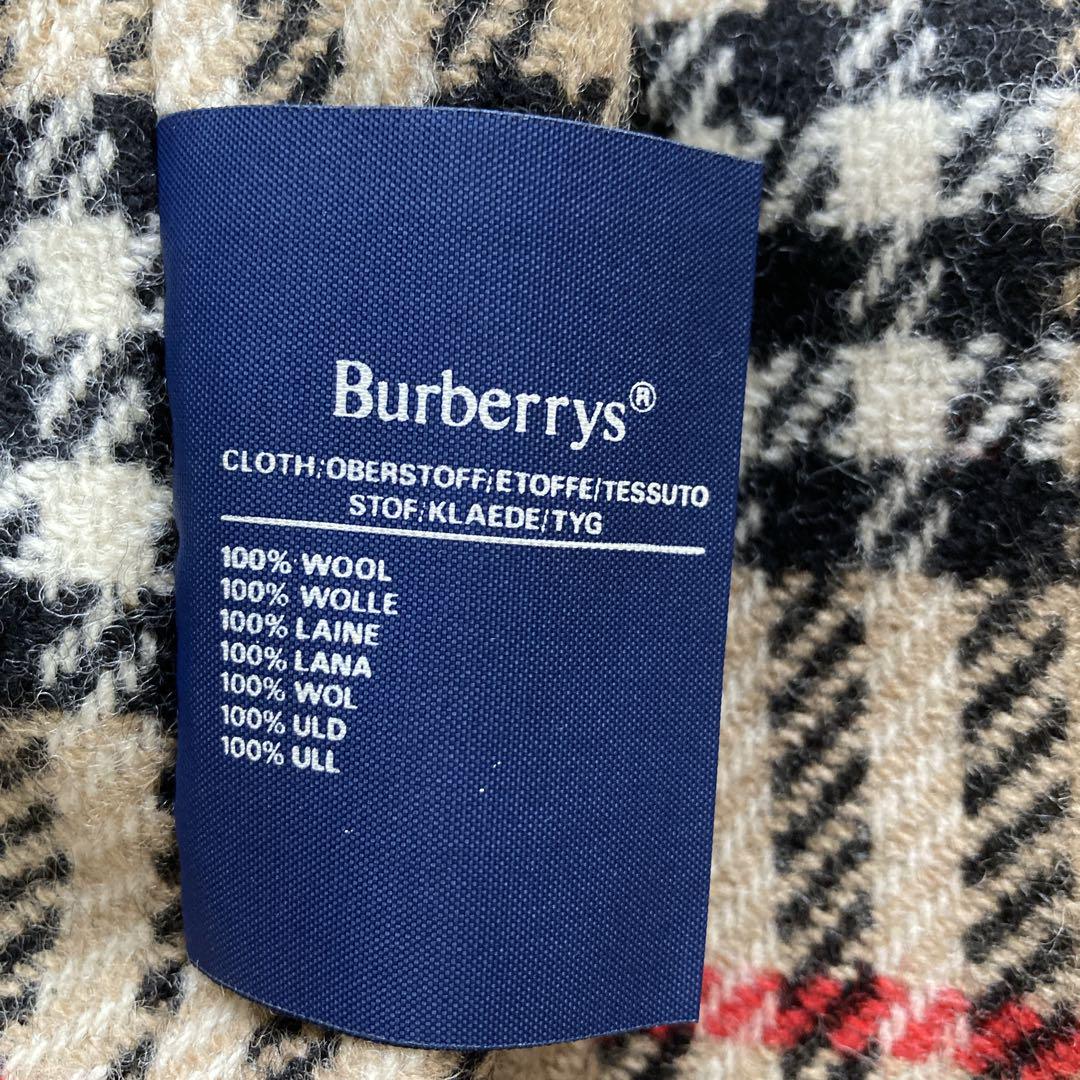 Burberrys®
CLOTH/OBERSTOFF/ETOFFE/TESSUTO
STOF/KLAEDE/TYG
100% WOOL
100% WOLLE
100% LAINE
100% LANA
100% WOL
100% ULD
100% ULL